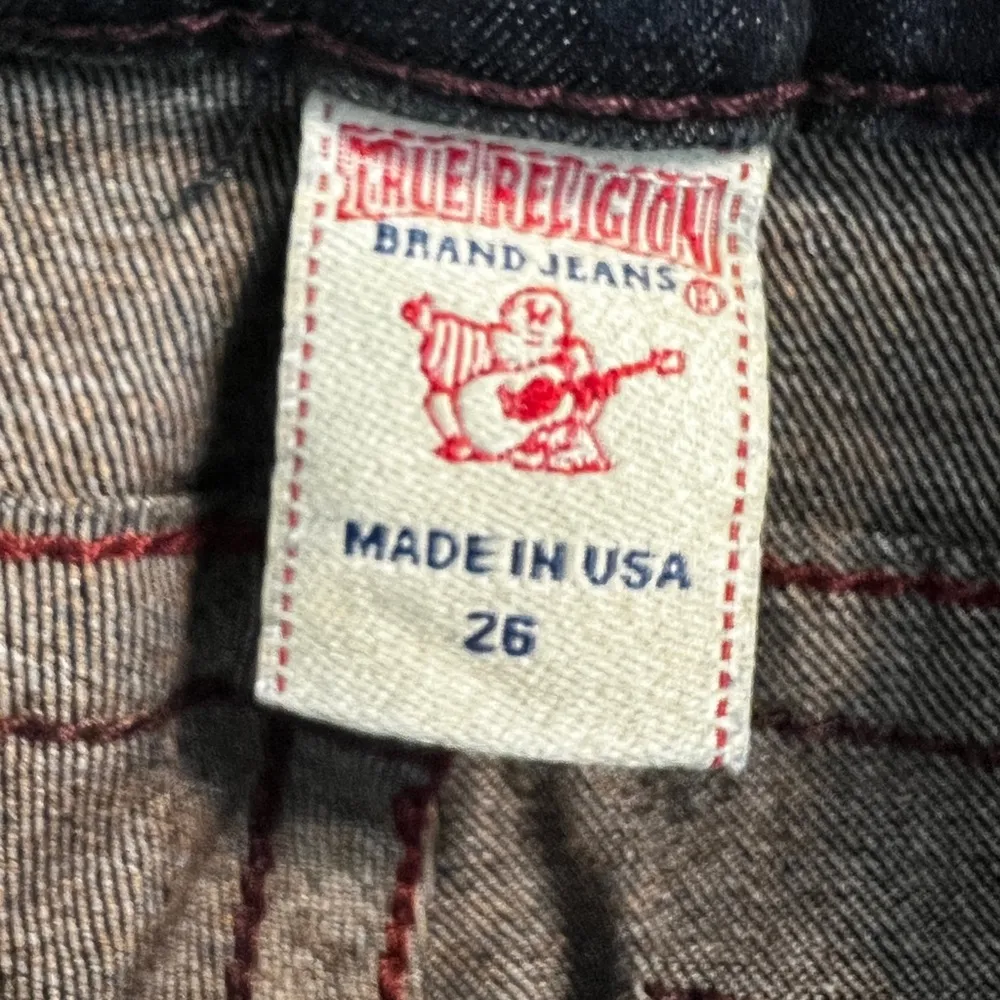 TRUE RELIGION
BRAND JEANS ®
MADE IN USA
26